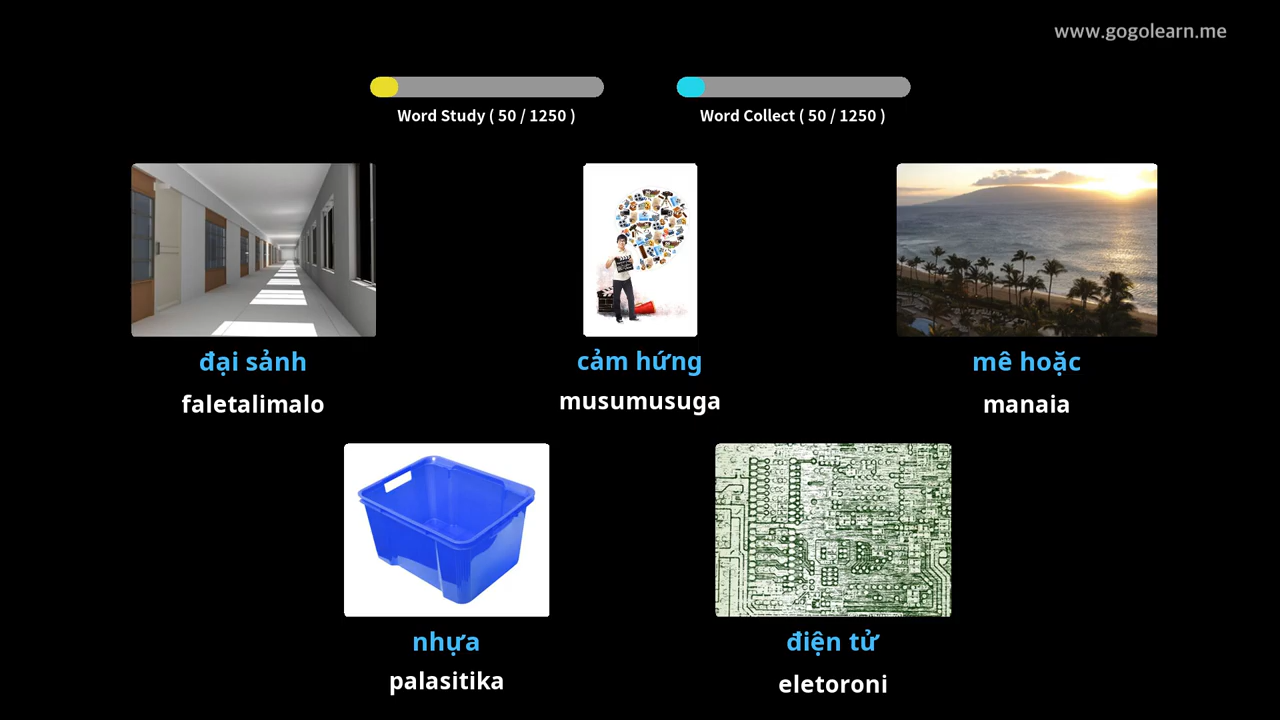 www.gogolearn.me
Word Study ( 50 / 1250 )
Word Collect ( 50 / 1250 )
đại sảnh
cảm hứng
mê hoặc
faletalimalo
musumusuga
manaia
nhựa
điện tử
palasitika
eletoroni